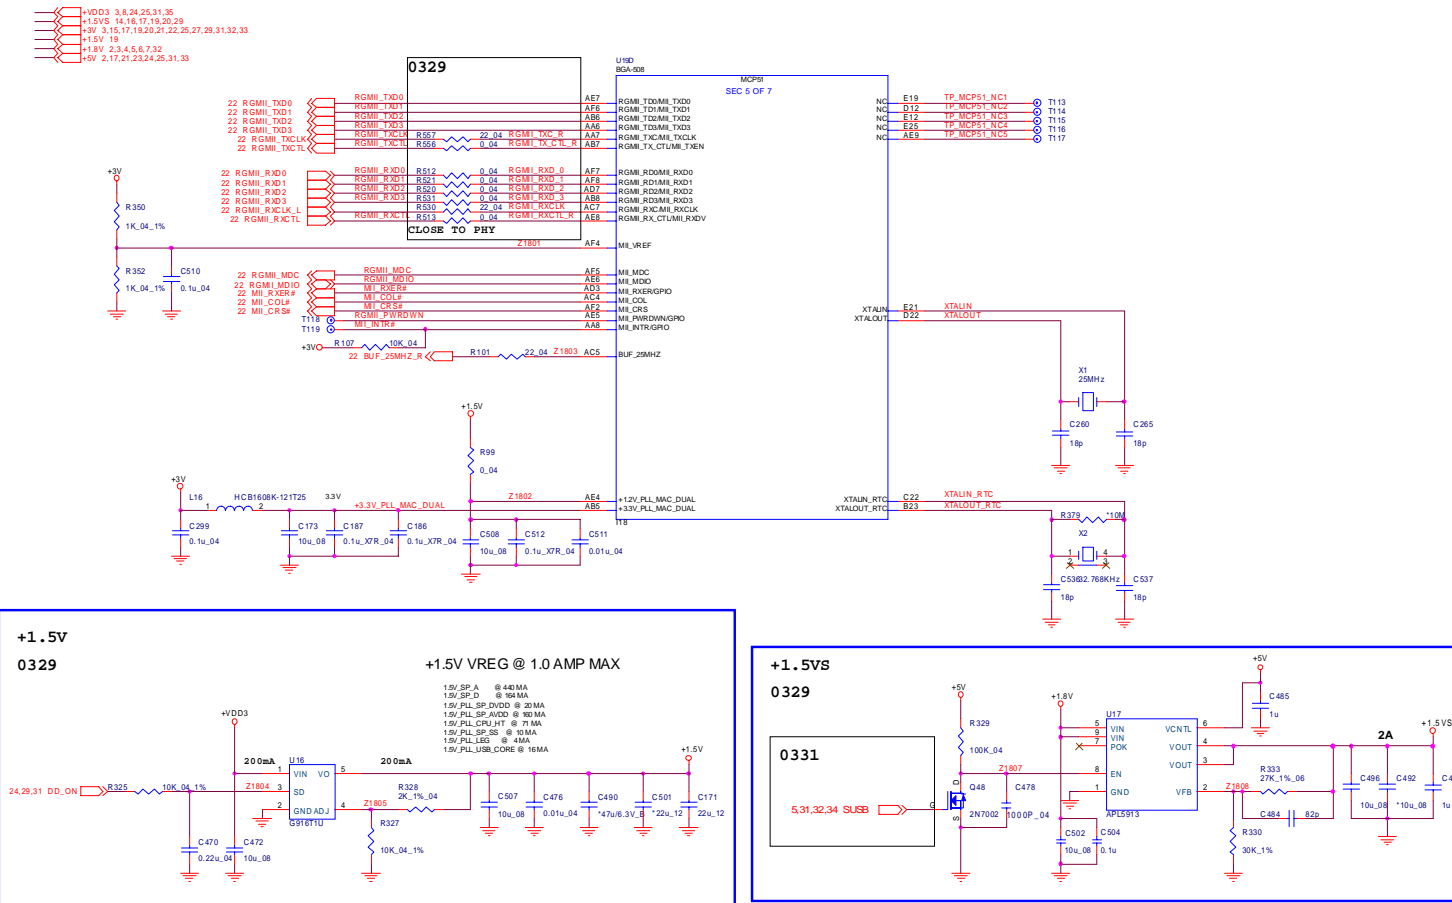 +VDD3 3,8,24,25,31,35
+1.5VS 14,16,17,19,20,29
+3V 3,15,17,19,20,21,22,25,27,29,31,32,33
+1.5V 19
+1.8V 2,3,4,5,6,7,32
+5V 2,17,21,23,24,25,31,33
0329
U19D
BGA-508
MCP51
SEC 5 OF 7
22 RGMII_TXD0 RGMII_TXD0 AE7 RGMII_TD0/MII_TXD0
22 RGMII_TXD1 RGMII_TXD1 AF6 RGMII_TD1/MII_TXD1
22 RGMII_TXD2 RGMII_TXD2 AB6 RGMII_TD2/MII_TXD2
22 RGMII_TXD3 RGMII_TXD3 AA6 RGMII_TD3/MII_TXD3
22 RGMII_TXCLK RGMII_TXCLK R557 22_04 RGMII_TXC_R AA7 RGMII_TXC/MII_TXCLK
22 RGMII_TXCTL RGMII_TXCTL R556 0_04 RGMII_TX_CTL_R AB7 RGMII_TX_CTL/MII_TXEN
NC E19 TP_MCP51_NC1 T113
NC D12 TP_MCP51_NC2 T114
NC E12 TP_MCP51_NC3 T115
NC E25 TP_MCP51_NC4 T116
NC AE9 TP_MCP51_NC5 T117
22 RGMII_RXD0 RGMII_RXD0 R512 0_04 RGMII_RXD_0 AF7 RGMII_RD0/MII_RXD0
22 RGMII_RXD1 RGMII_RXD1 R521 0_04 RGMII_RXD_1 AF8 RGMII_RD1/MII_RXD1
22 RGMII_RXD2 RGMII_RXD2 R520 0_04 RGMII_RXD_2 AD7 RGMII_RD2/MII_RXD2
22 RGMII_RXD3 RGMII_RXD3 R531 0_04 RGMII_RXD_3 AB8 RGMII_RD3/MII_RXD3
22 RGMII_RXCLK_L R530 22_04 RGMII_RXCLK AC7 RGMII_RXC/MII_RXCLK
22 RGMII_RXCTL RGMII_RXCTL R513 0_04 RGMII_RXCTL_R AE8 RGMII_RX_CTL/MII_RXDV
CLOSE TO PHY
+3V
R350
1K_04_1%
Z1801 AF4 MII_VREF
R352
1K_04_1%
C510
0.1u_04
22 RGMII_MDC RGMII_MDC AF5 MII_MDC
22 RGMII_MDIO RGMII_MDIO AE6 MII_MDIO
22 MII_RXER# MII_RXER# AD3 MII_RXER/GPIO
22 MII_COL# MII_COL# AC4 MII_COL
22 MII_CRS# MII_CRS# AF2 MII_CRS
T118 RGMII_PWRDWN AE5 MII_PWRDWN/GPIO
T119 MII_INTR# AA8 MII_INTR/GPIO
+3V R107 10K_04
22 BUF_25MHZ_R R101 22_04 Z1803 AC5 BUF_25MHZ
XTALIN E21 XTALIN
XTALOUT D22 XTALOUT
X1
25MHz
C260
18p
C265
18p
+1.5V
R99
0_04
+3V
L16 HCB1608K-121T25 3.3V
1 2 +3.3V_PLL_MAC_DUAL
Z1802 AE4 +1.2V_PLL_MAC_DUAL
AB5 +3.3V_PLL_MAC_DUAL
I18
C299
0.1u_04
C173
10u_08
C187
0.1u_X7R_04
C186
0.1u_X7R_04
C508
10u_08
C512
0.1u_X7R_04
C511
0.01u_04
XTALIN_RTC C22 XTALIN_RTC
XTALOUT_RTC B23 XTALOUT_RTC
R379 *10M
X2
1 4
2 3
C536 32.768KHz C537
18p 18p
+1.5V
0329
+1.5V VREG @ 1.0 AMP MAX
1.5V_SP_A @ 440 MA
1.5V_SP_D @ 164 MA
1.5V_PLL_SP_DVDD @ 20 MA
1.5V_PLL_SP_AVDD @ 160 MA
1.5V_PLL_CPU_HT @ 71 MA
1.5V_PLL_SP_SS @ 10 MA
1.5V_PLL_LEG @ 4 MA
1.5V_PLL_USB_CORE @ 16 MA
+VDD3
200mA U16 200mA +1.5V
1 VIN VO 5
24,29,31 DD_ON R325 10K_04_1% Z1804 3 SD
2 GND ADJ 4 Z1805
G916T1U
R328
2K_1%_04
R327
10K_04_1%
C470
0.22u_04
C472
10u_08
C507
10u_08
C476
0.01u_04
C490
*47u/6.3V_B
C501
*22u_12
C171
22u_12
+1.5VS
0329
0331
5,31,32,34 SUSB
+5V
R329
100K_04
Z1807
G D S
Q48
2N7002
C478
1000P_04
+1.8V
U17
5 VIN VCNTL 6
9 VIN VOUT 4
7 POK VOUT 3
8 EN
1 GND VFB 2 Z1808
APL5913
C502
10u_08
C504
0.1u
+5V
C485
1u
R333
27K_1%_06
C484 82p
R330
30K_1%
2A
+1.5VS
C496
10u_08
C492
*10u_08
1u